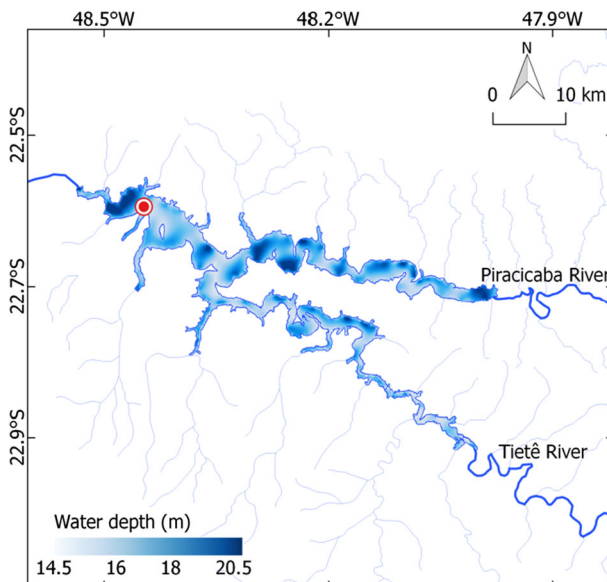 48.5°W 48.2°W 47.9°W
N
0 10 km
22.5°S
22.7°S
Piracicaba River
22.9°S
Tietê River
Water depth (m)
14.5 16 18 20.5